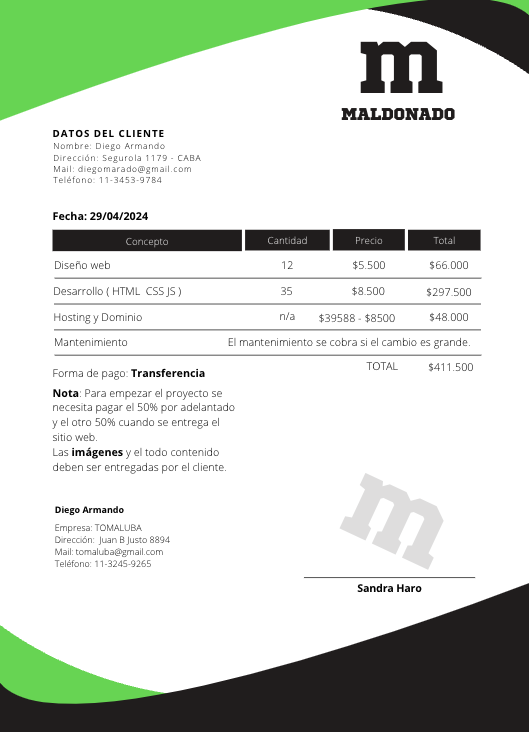 m
MALDONADO
DATOS DEL CLIENTE
Nombre: Diego Armando
Dirección: Segurola 1179 - CABA
Mail: diegomarado@gmail.com
Teléfono: 11-3453-9784
Fecha: 29/04/2024
Concepto Cantidad Precio Total
Diseño web 12 $5.500 $66.000
Desarrollo ( HTML CSS JS ) 35 $8.500 $297.500
Hosting y Dominio n/a $39588 - $8500 $48.000
Mantenimiento El mantenimiento se cobra si el cambio es grande.
TOTAL $411.500
Forma de pago: Transferencia
Nota: Para empezar el proyecto se
necesita pagar el 50% por adelantado
y el otro 50% cuando se entrega el
sitio web.
Las imágenes y el todo contenido
deben ser entregadas por el cliente.
Diego Armando
Empresa: TOMALUBA
Dirección: Juan B Justo 8894
Mail: tomaluba@gmail.com
Teléfono: 11-3245-9265
m
Sandra Haro